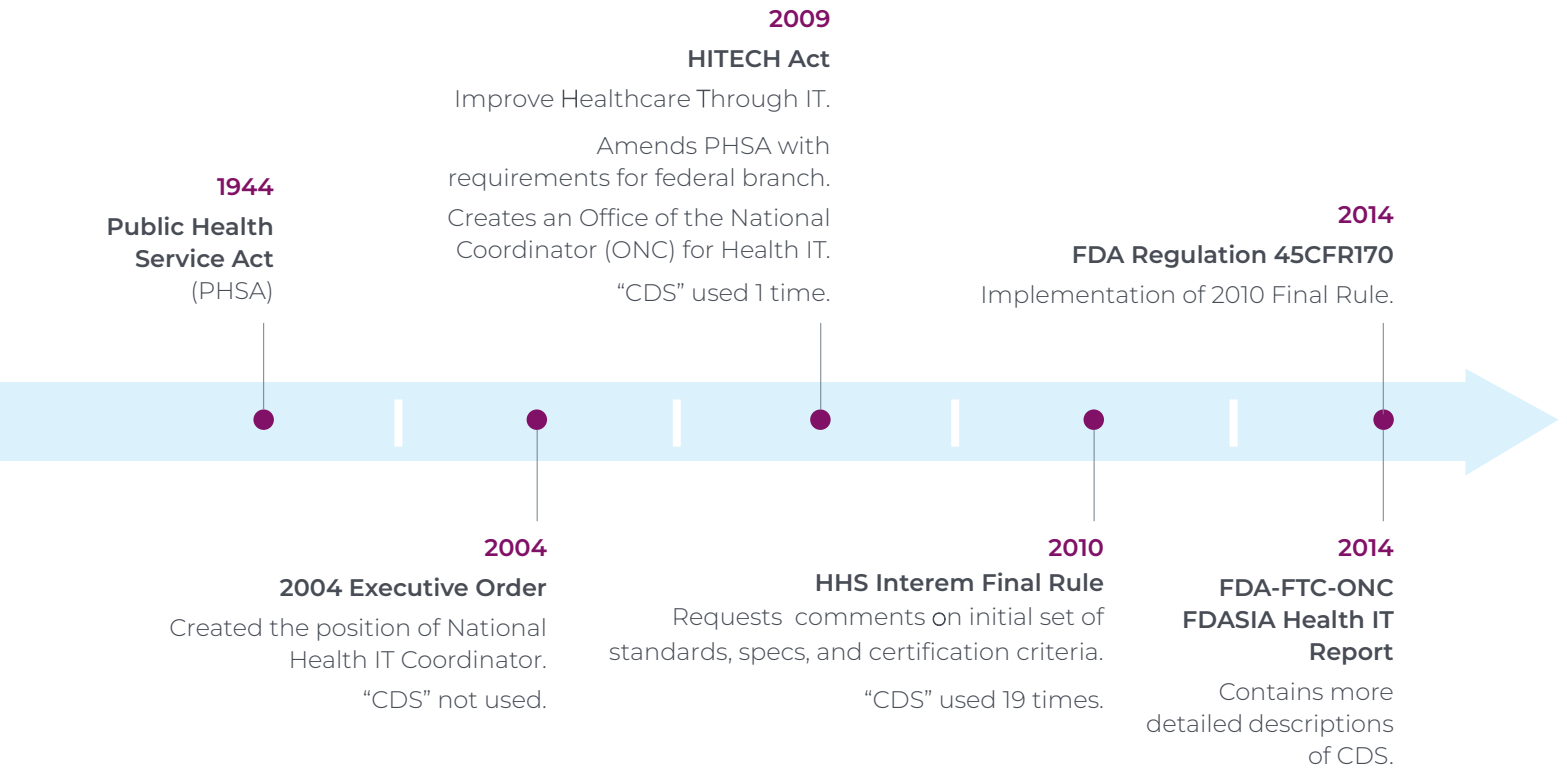 1944
Public Health
Service Act
(PHSA)
2004
2004 Executive Order
Created the position of National
Health IT Coordinator.
“CDS” not used.
2009
HITECH Act
Improve Healthcare Through IT.
Amends PHSA with
requirements for federal branch.
Creates an Office of the National
Coordinator (ONC) for Health IT.
“CDS” used 1 time.
2010
HHS Interem Final Rule
Requests comments on initial set of
standards, specs, and certification criteria.
“CDS” used 19 times.
2014
FDA Regulation 45CFR170
Implementation of 2010 Final Rule.
2014
FDA-FTC-ONC
FDASIA Health IT
Report
Contains more
detailed descriptions
of CDS.